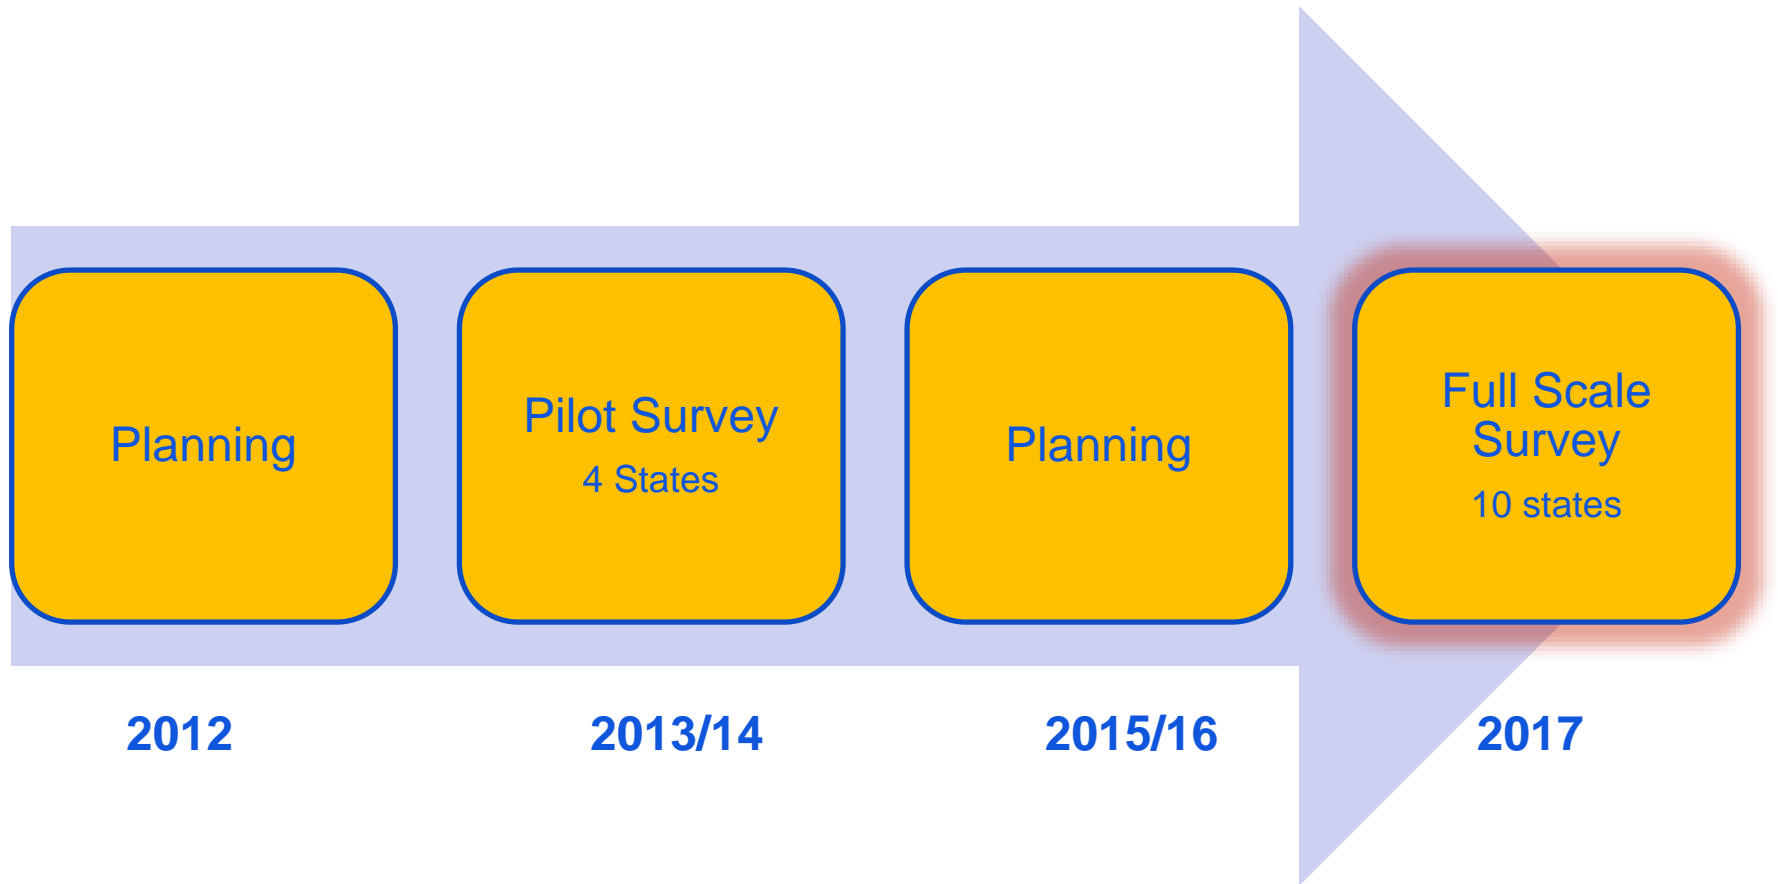 Planning
Pilot Survey
4 States
Planning
Full Scale
Survey
10 states
2012
2013/14
2015/16
2017